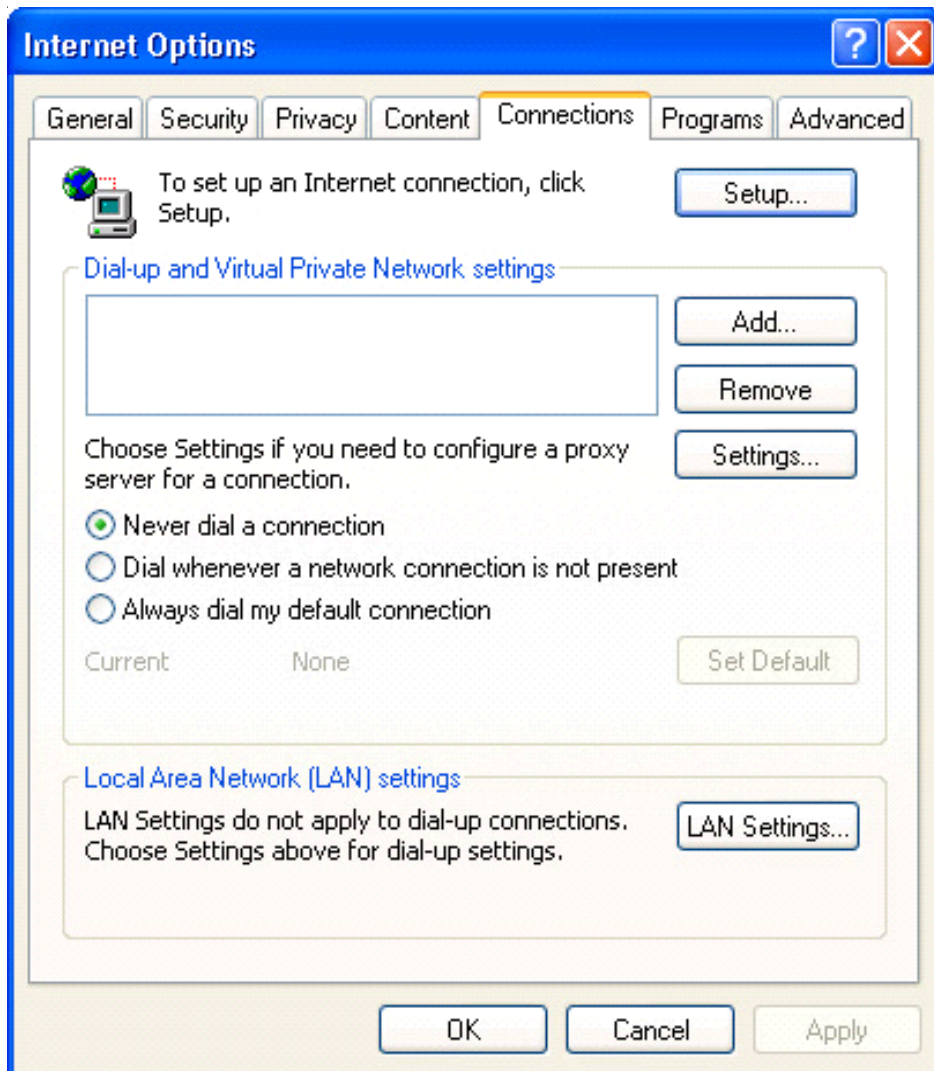 Internet Options
General Security Privacy Content Connections Programs Advanced
To set up an Internet connection, click
Setup.
Setup...
Dial-up and Virtual Private Network settings
Add...
Remove
Choose Settings if you need to configure a proxy
server for a connection.
Settings...
Never dial a connection
Dial whenever a network connection is not present
Always dial my default connection
Current None Set Default
Local Area Network (LAN) settings
LAN Settings do not apply to dial-up connections.
Choose Settings above for dial-up settings.
LAN Settings...
OK Cancel Apply